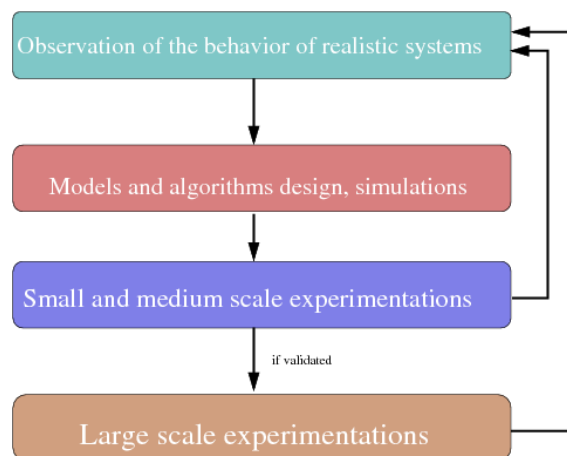 Observation of the behavior of realistic systems
Models and algorithms design, simulations
Small and medium scale experimentations
if validated
Large scale experimentations